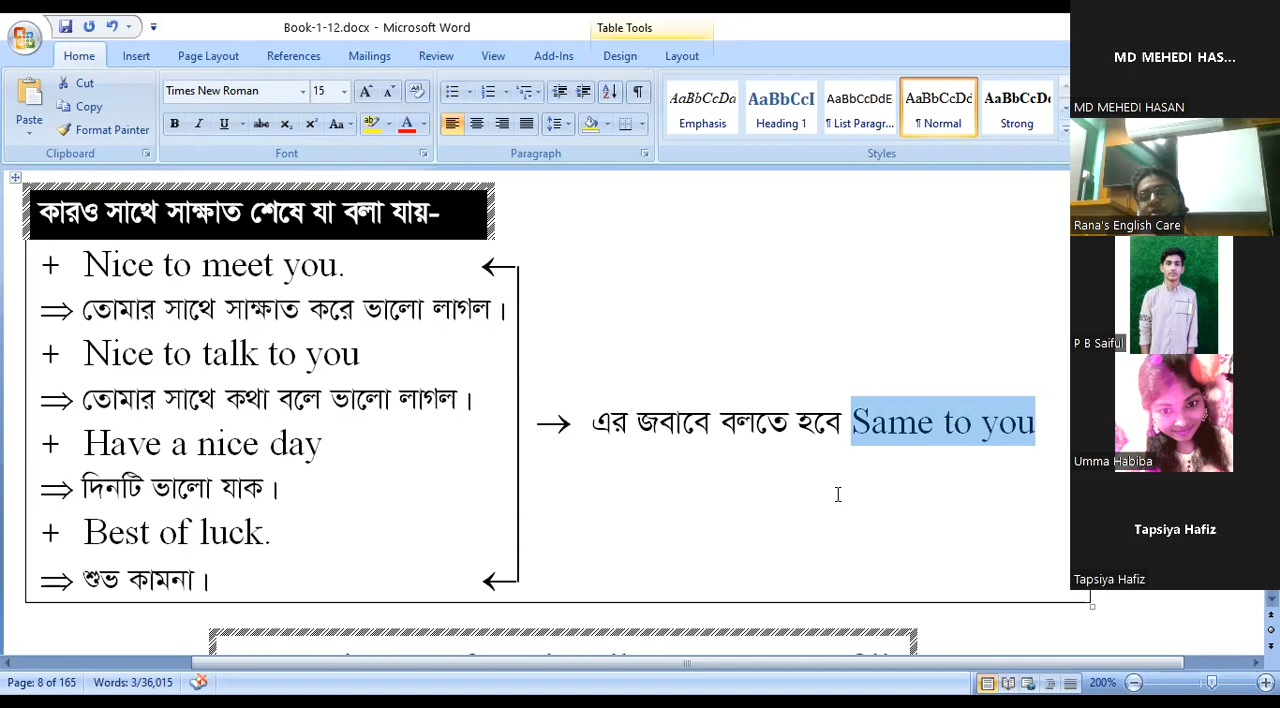 Book-1-12.docx - Microsoft Word
Table Tools
Home Insert Page Layout References Mailings Review View Add-Ins Design Layout
Paste
Cut
Copy
Format Painter
Clipboard
Times New Roman 15
Font
Paragraph
AaBbCcDa AaBbCcI AaBbCcDdE AaBbCcDc AaBbCcDc
Emphasis Heading 1 ¶ List Paragr... ¶ Normal Strong
Styles
কারও সাথে সাক্ষাত শেষে যা বলা যায়-
+ Nice to meet you.
⇒ তোমার সাথে সাক্ষাত করে ভালো লাগল।
+ Nice to talk to you
⇒ তোমার সাথে কথা বলে ভালো লাগল।
+ Have a nice day
⇒ দিনটি ভালো যাক।
+ Best of luck.
⇒ শুভ কামনা।
→ এর জবাবে বলতে হবে Same to you
Page: 8 of 165 Words: 3/36,015
200%
MD MEHEDI HAS...
MD MEHEDI HASAN
Rana's English Care
P B Saiful
Umma Habiba
Tapsiya Hafiz
Tapsiya Hafiz